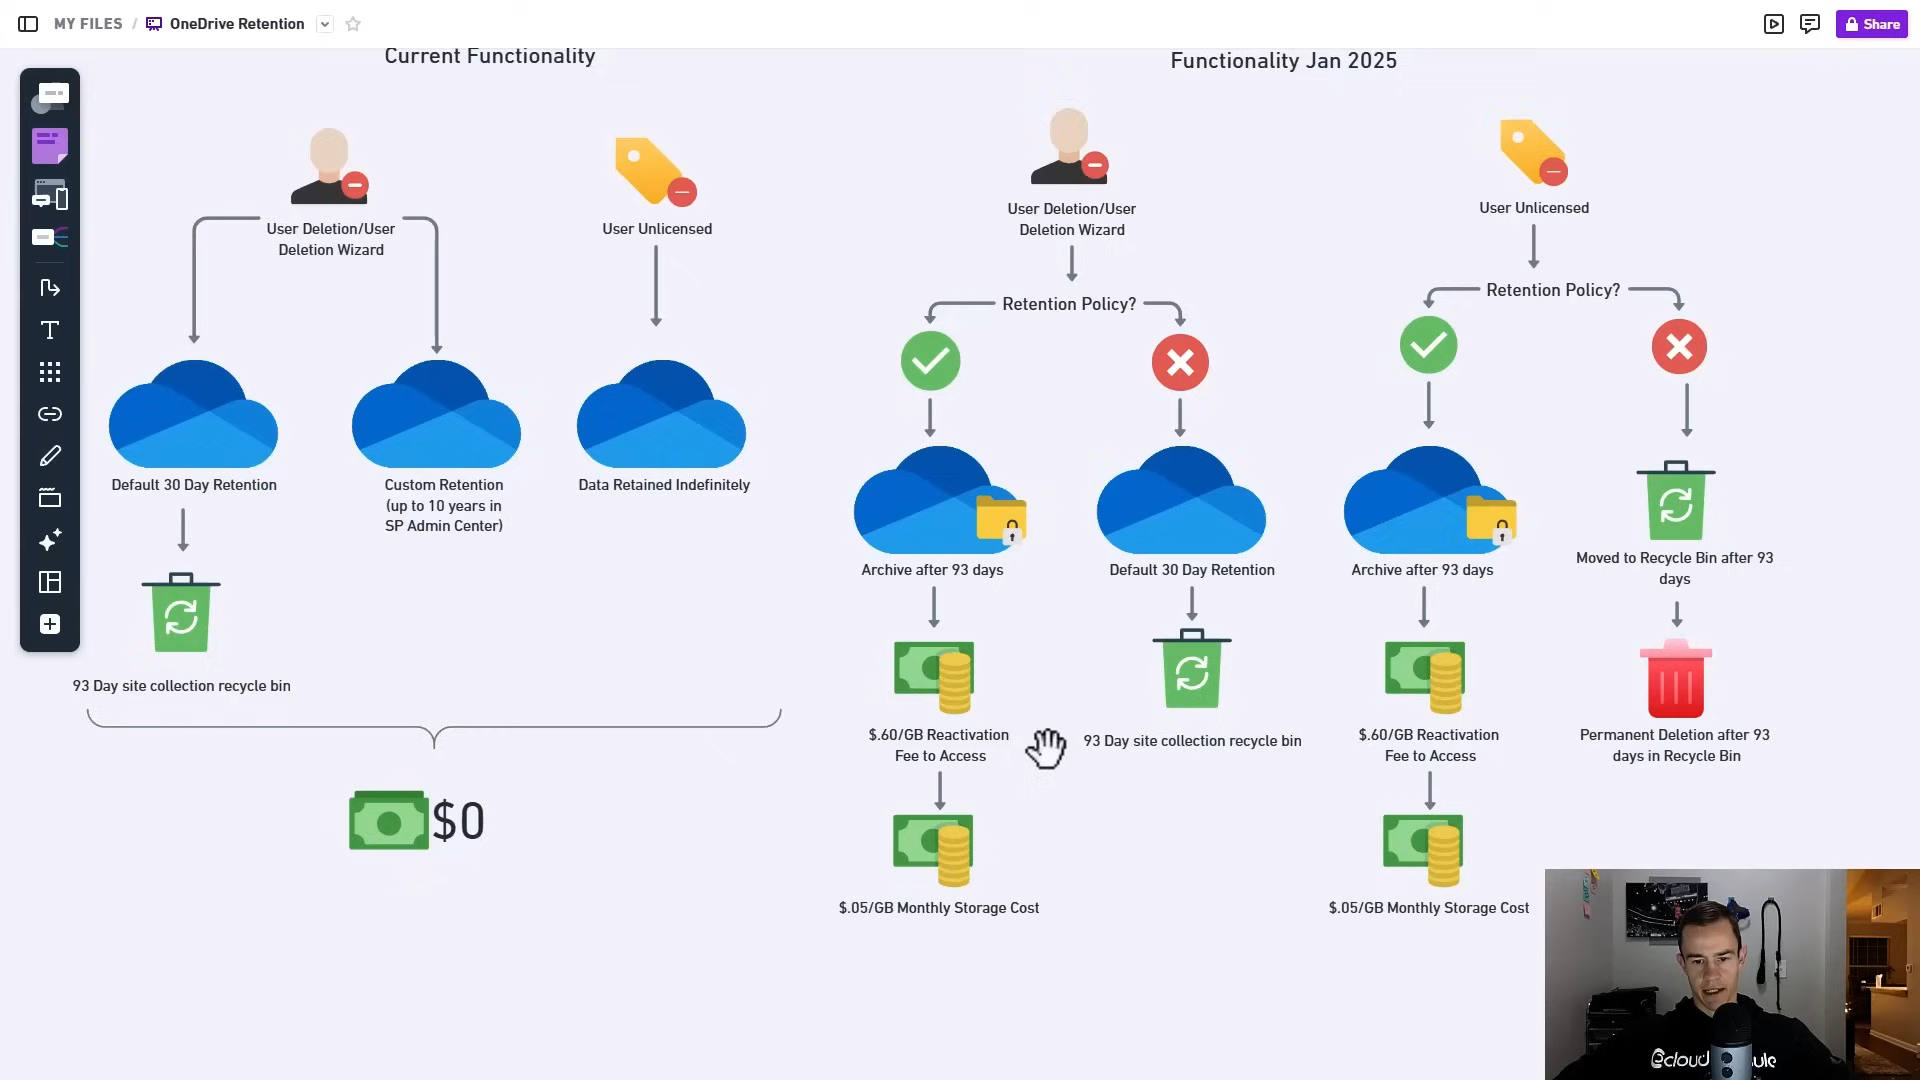 MY FILES / OneDrive Retention
Share
Current Functionality
User Deletion/User
Deletion Wizard
User Unlicensed
Default 30 Day Retention
Custom Retention
(up to 10 years in
SP Admin Center)
Data Retained Indefinitely
93 Day site collection recycle bin
$0
Functionality Jan 2025
User Deletion/User
Deletion Wizard
Retention Policy?
Archive after 93 days
$.60/GB Reactivation
Fee to Access
$.05/GB Monthly Storage Cost
Default 30 Day Retention
93 Day site collection recycle bin
User Unlicensed
Retention Policy?
Archive after 93 days
$.60/GB Reactivation
Fee to Access
$.05/GB Monthly Storage Cost
Moved to Recycle Bin after 93
days
Permanent Deletion after 93
days in Recycle Bin